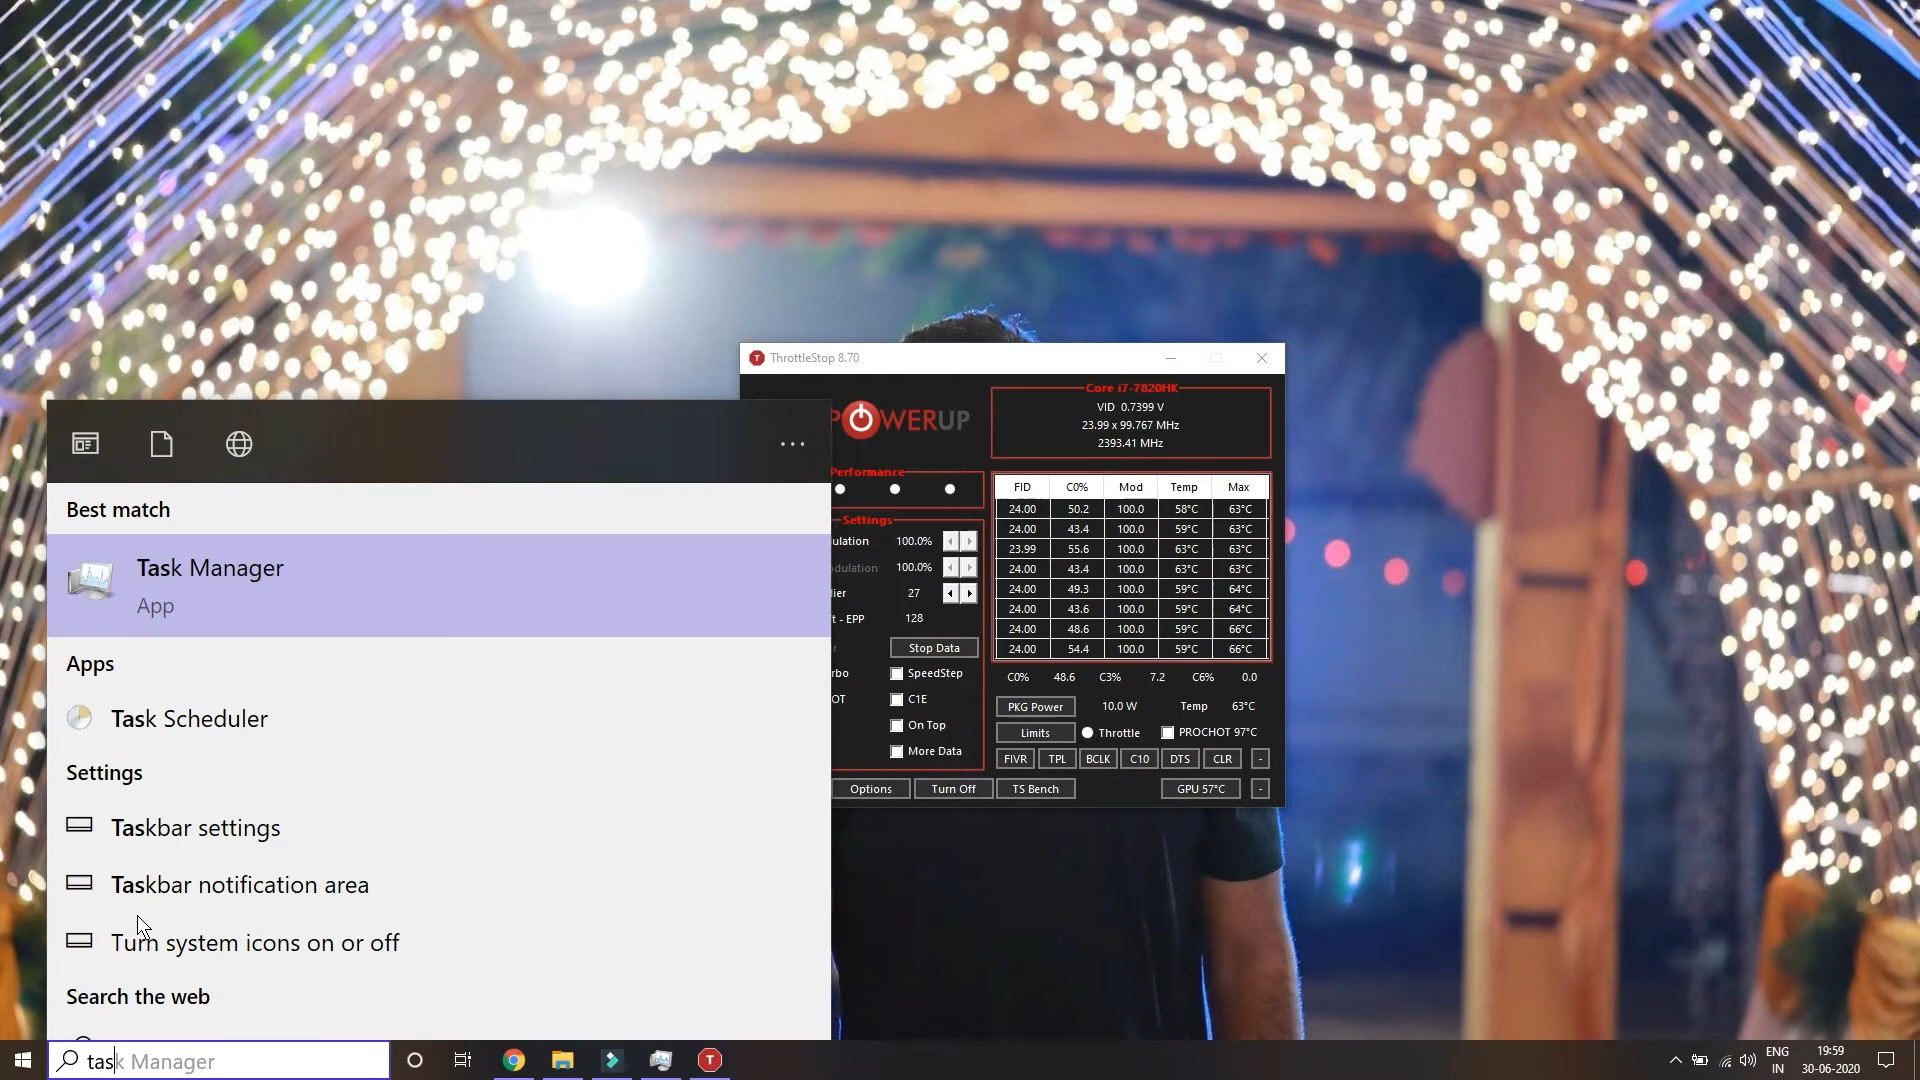 ThrottleStop 8.70
POWERUP
Core i7-7820HK
VID 0.7399 V
23.99 x 99.767 MHz
2393.41 MHz
Performance
FID C0% Mod Temp Max
24.00 50.2 100.0 58°C 63°C
24.00 43.4 100.0 59°C 63°C
23.99 55.6 100.0 63°C 63°C
24.00 43.4 100.0 63°C 63°C
24.00 49.3 100.0 59°C 64°C
24.00 43.6 100.0 59°C 64°C
24.00 48.6 100.0 59°C 66°C
24.00 54.4 100.0 59°C 66°C
Settings
ulation 100.0%
odulation 100.0%
lier 27
t - EPP 128
Stop Data
rbo SpeedStep
OT C1E
On Top
More Data
C0% 48.6 C3% 7.2 C6% 0.0
PKG Power 10.0 W Temp 63°C
Limits Throttle PROCHOT 97°C
FIVR TPL BCLK C10 DTS CLR -
Options Turn Off TS Bench GPU 57°C -
Best match
Task Manager
App
Apps
Task Scheduler
Settings
Taskbar settings
Taskbar notification area
Turn system icons on or off
Search the web
task Manager
T
ENG
IN
19:59
30-06-2020